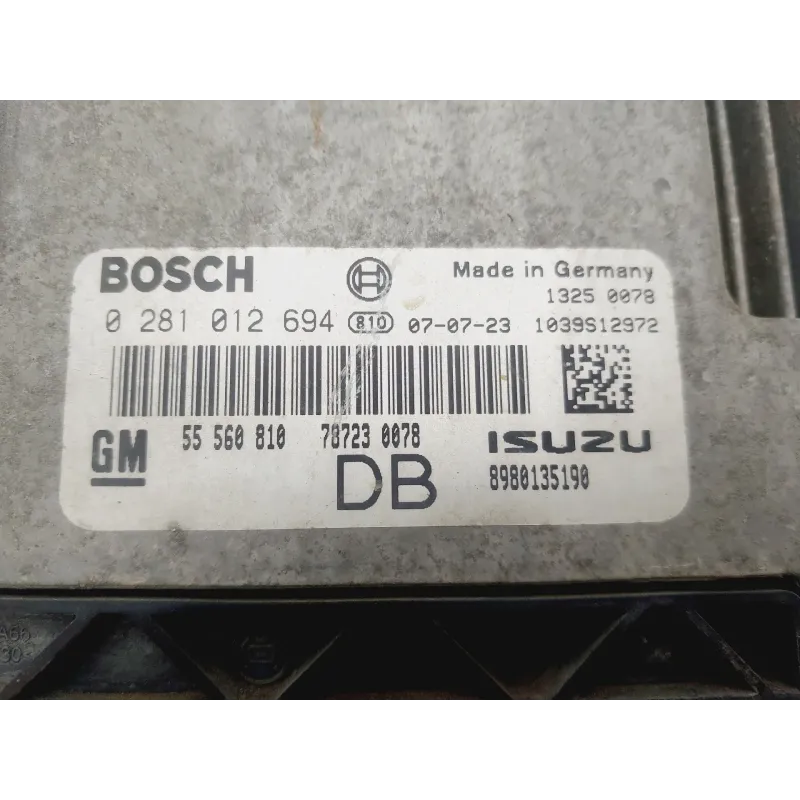 BOSCH Made in Germany
1325 0078
0 281 012 694 810 07-07-23 1039S12972
GM 55 560 810 787230 0078 ISUZU
DB 8980135190